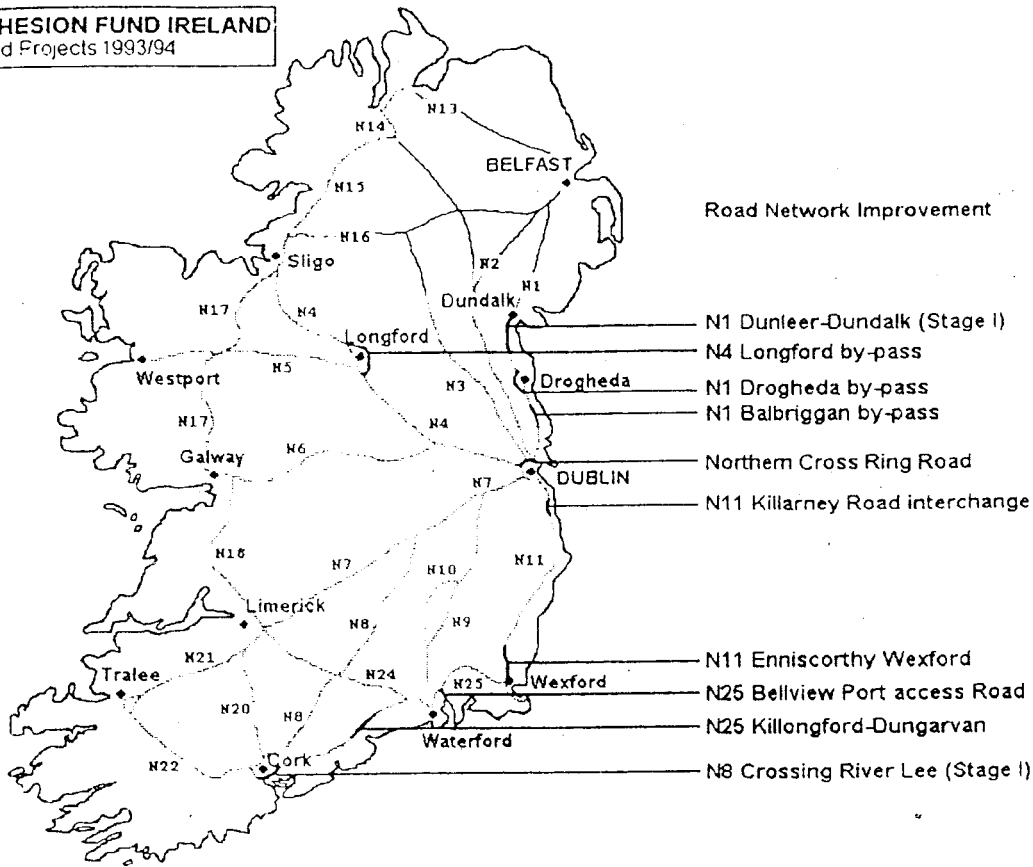 HESION FUND IRELAND
d Projects 1993/94
N13
N14
BELFAST
N15
Road Network Improvement
N16
Sligo
N2
N1
Dundalk
N17
N4
N1 Dunleer-Dundalk (Stage I)
Longford
N4 Longford by-pass
Westport
N5
N3
Drogheda
N1 Drogheda by-pass
N1 Balbriggan by-pass
N17
N4
Galway
N6
Northern Cross Ring Road
DUBLIN
N7
N11 Killarney Road interchange
N18
N7
N10
N11
Limerick
N8
N9
N21
N11 Enniscorthy Wexford
Tralee
N24
N25
Wexford
N25 Bellview Port access Road
N20
N8
Waterford
N25 Killongford-Dungarvan
N22
Cork
N8 Crossing River Lee (Stage I)